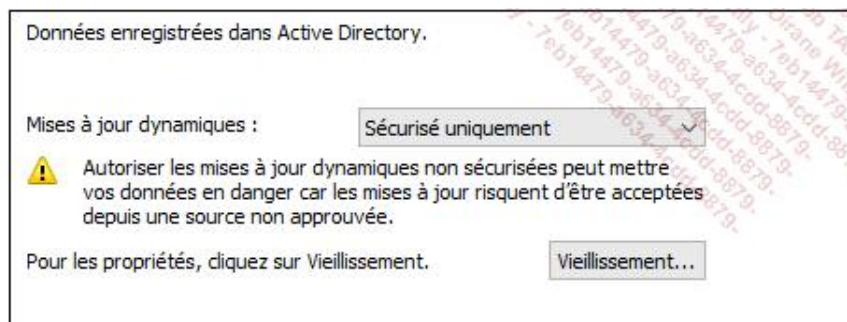 Données enregistrées dans Active Directory.
Mises à jour dynamiques :
Sécurisé uniquement
Autoriser les mises à jour dynamiques non sécurisées peut mettre
vos données en danger car les mises à jour risquent d'être acceptées
depuis une source non approuvée.
Pour les propriétés, cliquez sur Vieillissement.
Vieillissement...